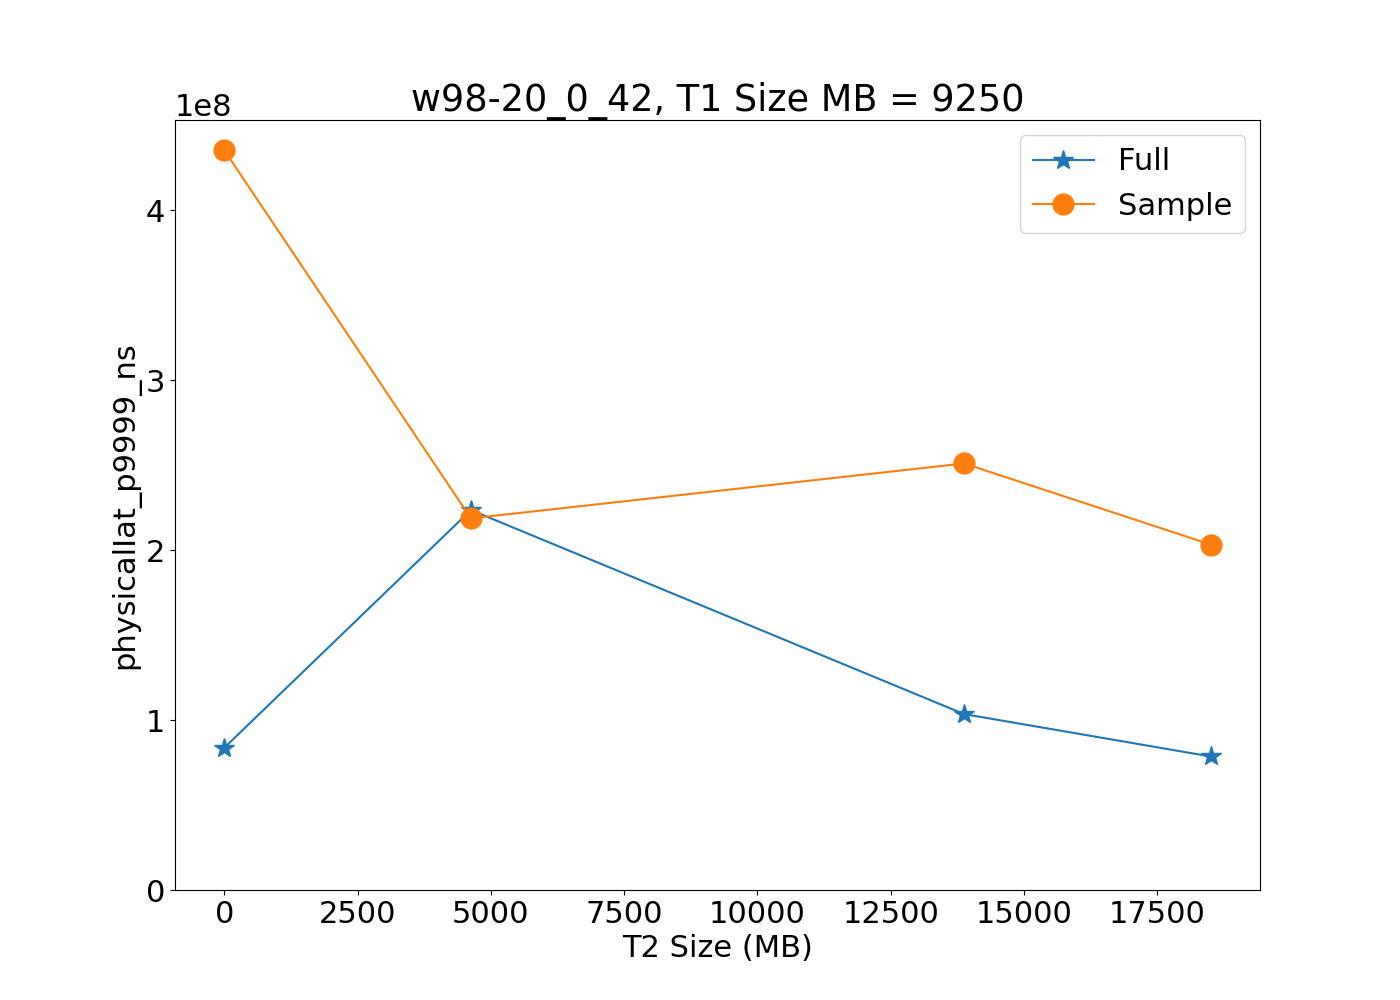 w98-20_0_42, T1 Size MB = 9250
1e8
Full
Sample
4
3
2
1
0
physicallat_p9999_ns
0 2500 5000 7500 10000 12500 15000 17500
T2 Size (MB)